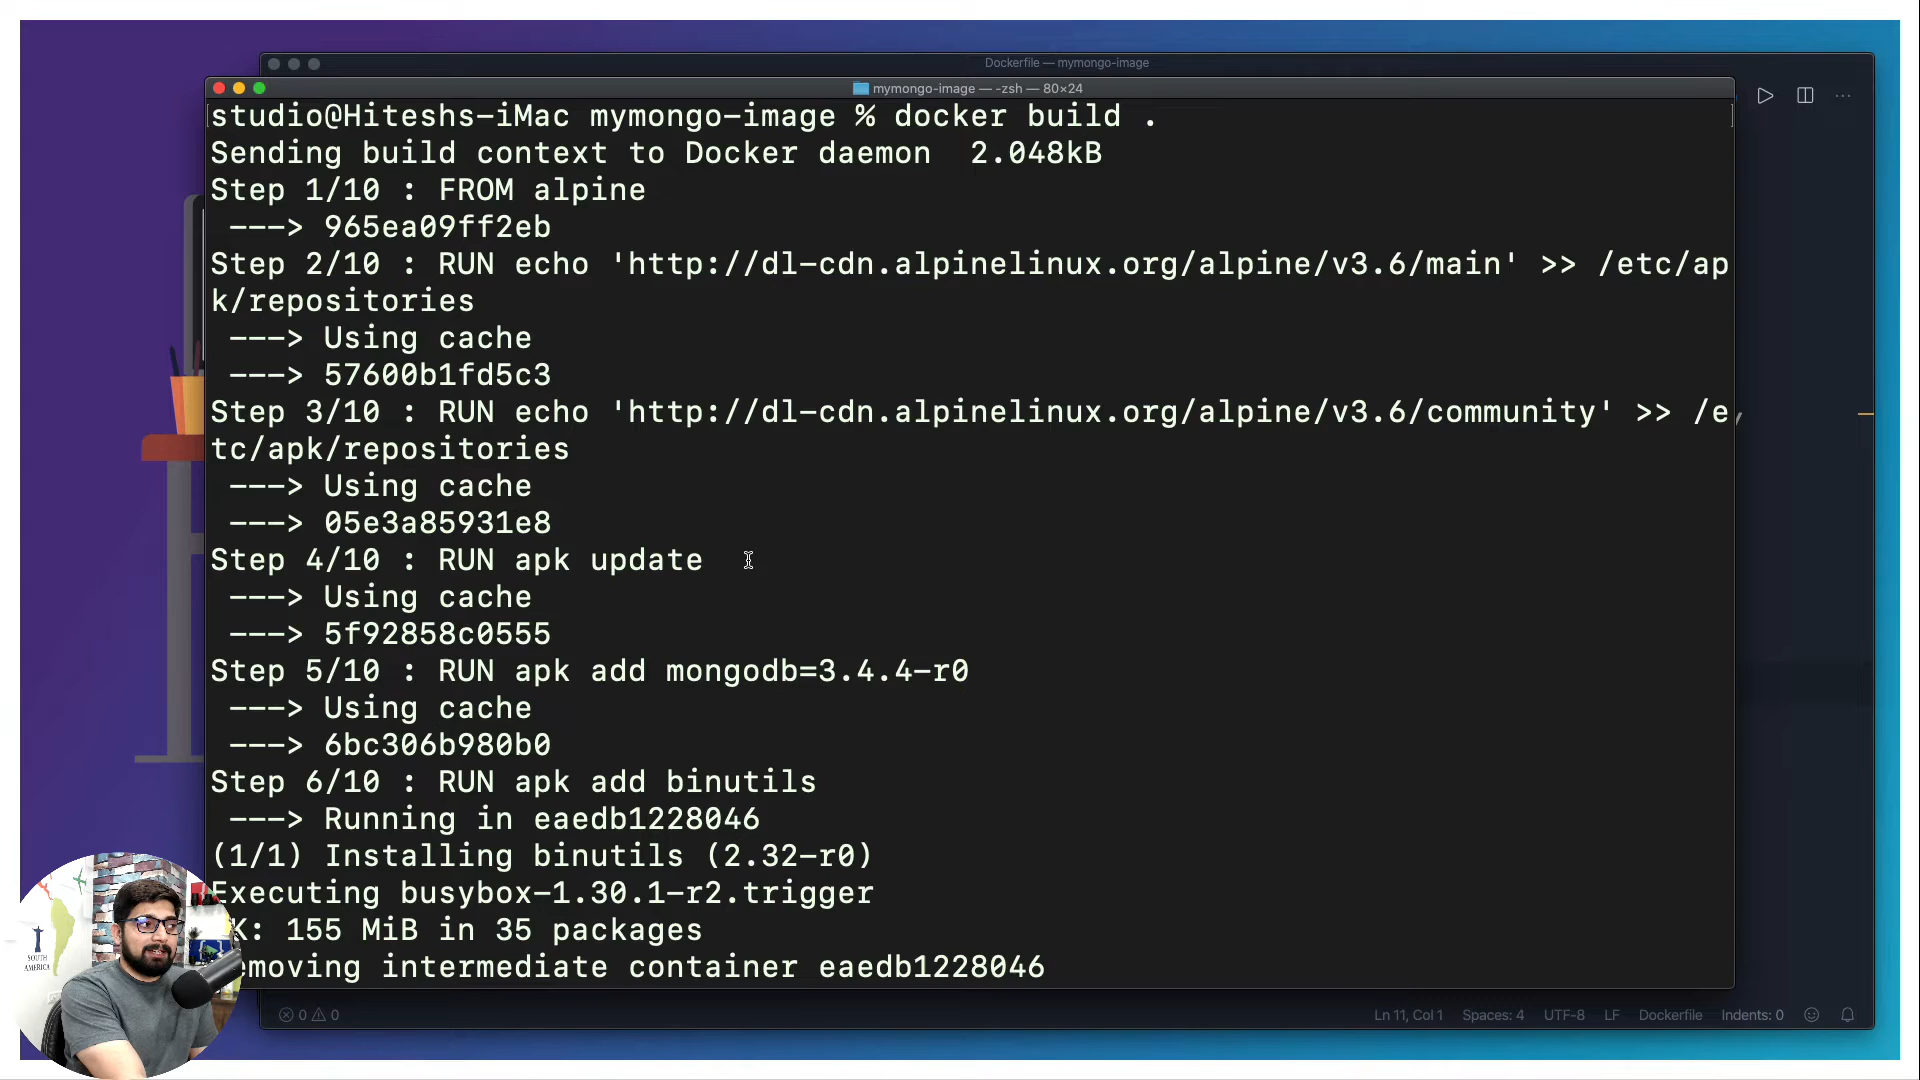 Dockerfile — mymongo-image
mymongo-image — -zsh — 80×24
studio@Hiteshs-iMac mymongo-image % docker build .
Sending build context to Docker daemon  2.048kB
Step 1/10 : FROM alpine
---> 965ea09ff2eb
Step 2/10 : RUN echo 'http://dl-cdn.alpinelinux.org/alpine/v3.6/main' >> /etc/ap
k/repositories
---> Using cache
---> 57600b1fd5c3
Step 3/10 : RUN echo 'http://dl-cdn.alpinelinux.org/alpine/v3.6/community' >> /e
tc/apk/repositories
---> Using cache
---> 05e3a85931e8
Step 4/10 : RUN apk update
---> Using cache
---> 5f92858c0555
Step 5/10 : RUN apk add mongodb=3.4.4-r0
---> Using cache
---> 6bc306b980b0
Step 6/10 : RUN apk add binutils
---> Running in eaedb1228046
(1/1) Installing binutils (2.32-r0)
Executing busybox-1.30.1-r2.trigger
K: 155 MiB in 35 packages
emoving intermediate container eaedb1228046
SOUTH
AMERICA
0 0
Ln 11, Col 1 Spaces: 4 UTF-8 LF Dockerfile Indents: 0